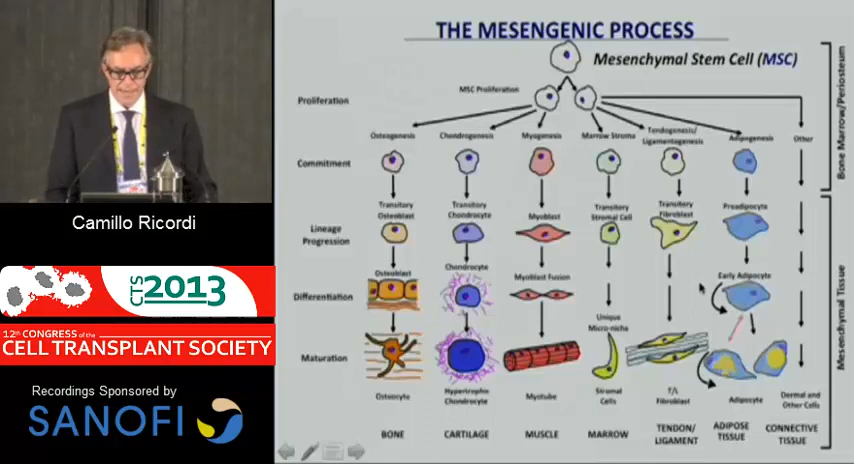 Camillo Ricordi
CTS
2013
12th CONGRESS of the
CELL TRANSPLANT SOCIETY
Recordings Sponsored by
SANOFI
THE MESENGENIC PROCESS
Mesenchymal Stem Cell (MSC)
MSC Proliferation
Proliferation
Osteogenesis
Chondrogenesis
Myogenesis
Marrow Stroma
Tendogenesis/
Ligamentogenesis
Adipogenesis
Other
Commitment
Transitory
Osteoblast
Transitory
Chondrocyte
Myoblast
Transitory
Stromal Cell
Transitory
Fibroblast
Preadipocyte
Lineage
Progression
Osteoblast
Chondrocyte
Myoblast Fusion
Early Adipocyte
Differentiation
Unique
Micro-niche
Maturation
Osteocyte
Hypertrophic
Chondrocyte
Myotube
Stromal
Cells
T/L
Fibroblast
Adipocyte
Dermal and
Other Cells
BONE
CARTILAGE
MUSCLE
MARROW
TENDON/
LIGAMENT
ADIPOSE
TISSUE
CONNECTIVE
TISSUE
Bone Marrow/Periosteum
Mesenchymal Tissue